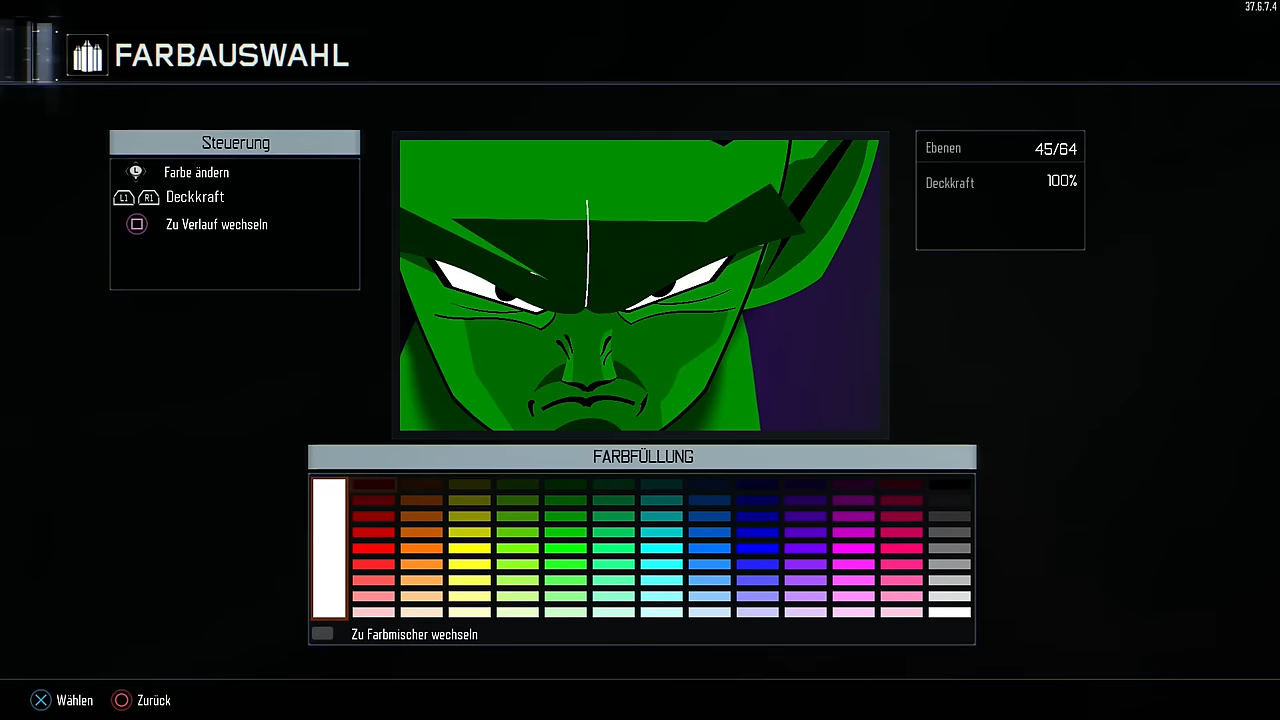 37.6.7.4
FARBAUSWAHL
Steuerung
L Farbe ändern
L1 R1 Deckkraft
Zu Verlauf wechseln
Ebenen 45/64
Deckkraft 100%
FARBFÜLLUNG
Zu Farbmischer wechseln
Wählen Zurück